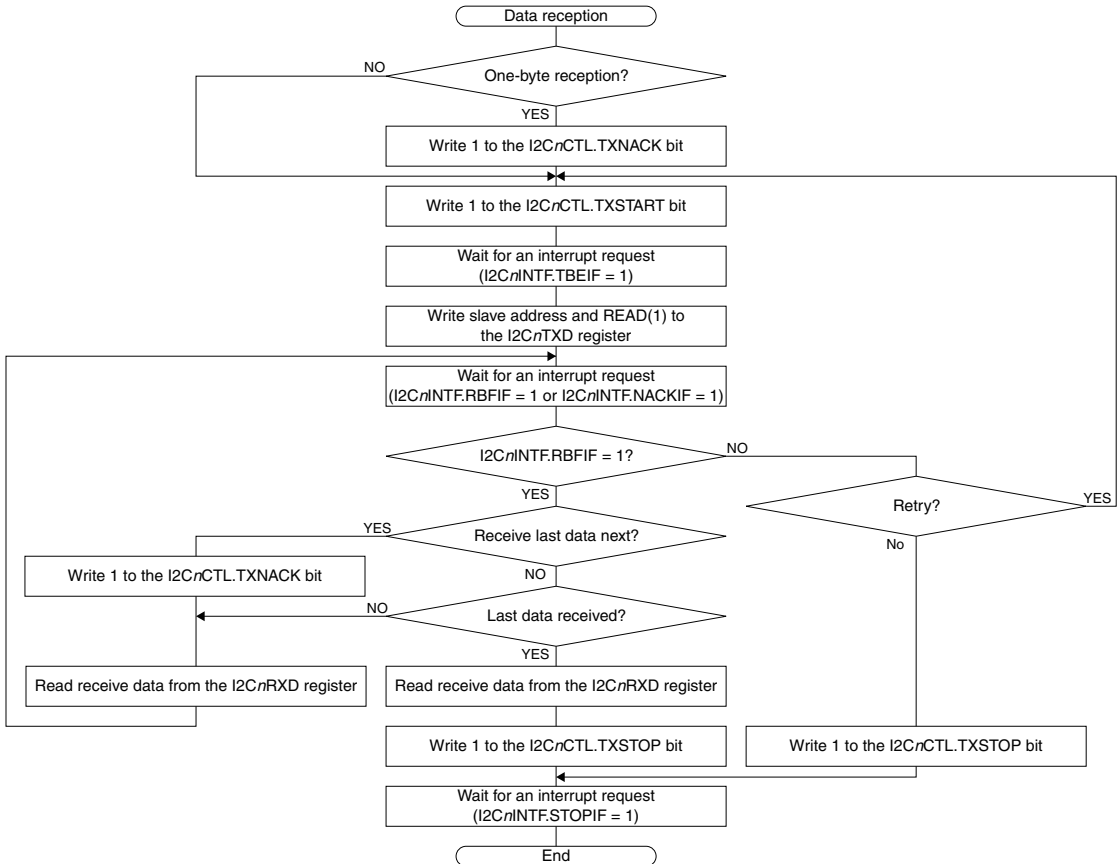 Data reception
NO
One-byte reception?
YES
Write 1 to the I2CnCTL.TXNACK bit
Write 1 to the I2CnCTL.TXSTART bit
Wait for an interrupt request
(I2CnINTF.TBEIF = 1)
Write slave address and READ(1) to
the I2CnTXD register
Wait for an interrupt request
(I2CnINTF.RBFIF = 1 or I2CnINTF.NACKIF = 1)
I2CnINTF.RBFIF = 1?
NO
YES
Retry?
YES
No
YES
Receive last data next?
NO
Write 1 to the I2CnCTL.TXNACK bit
NO
Last data received?
YES
Read receive data from the I2CnRXD register
Read receive data from the I2CnRXD register
Write 1 to the I2CnCTL.TXSTOP bit
Write 1 to the I2CnCTL.TXSTOP bit
Wait for an interrupt request
(I2CnINTF.STOPIF = 1)
End